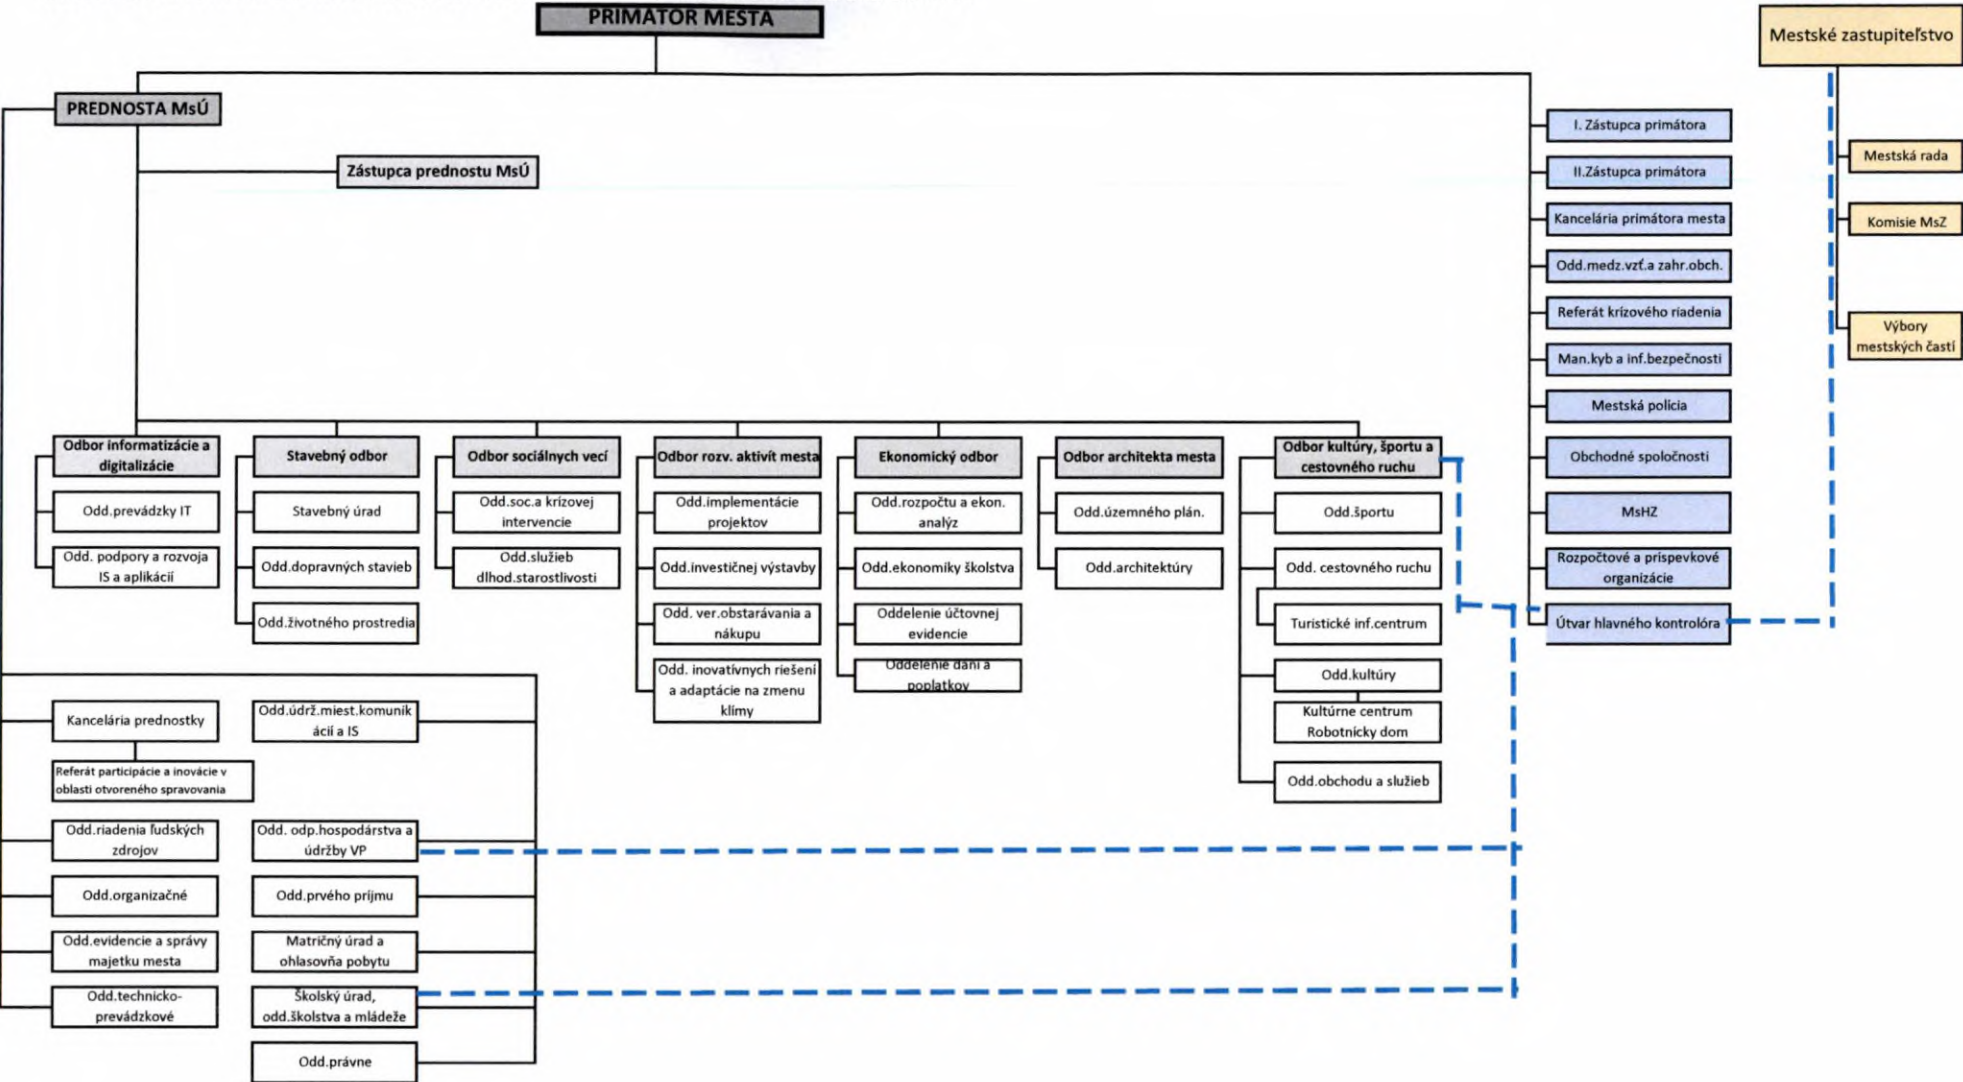 PRIMÁTOR MESTA
Mestské zastupiteľstvo
PREDNOSTA MsÚ
Zástupca prednostu MsÚ
I. Zástupca primátora
II.Zástupca primátora
Kancelária primátora mesta
Odd.medz.vzť.a zahr.obch.
Referát krízového riadenia
Man.kyb a inf.bezpečnosti
Mestská polícia
Obchodné spoločnosti
MsHZ
Rozpočtové a príspevkové
organizácie
Útvar hlavného kontrolóra
Mestská rada
Komisie MsZ
Výbory
mestských častí
Odbor informatizácie a
digitalizácie
Odd.prevádzky IT
Odd. podpory a rozvoja
IS a aplikácií
Stavebný odbor
Stavebný úrad
Odd.dopravných stavieb
Odd.životného prostredia
Odbor sociálnych vecí
Odd.soc.a krízovej
intervencie
Odd.služieb
dlhod.starostlivosti
Odbor rozv. aktivít mesta
Odd.implementácie
projektov
Odd.investičnej výstavby
Odd. ver.obstarávania a
nákupu
Odd. inovatívnych riešení
a adaptácie na zmenu
klímy
Ekonomický odbor
Odd.rozpočtu a ekon.
analýz
Odd.ekonomiky školstva
Oddelenie účtovnej
evidencie
Oddelenie daní a
poplatkov
Odbor architekta mesta
Odd.územného plán.
Odd.architektúry
Odbor kultúry, športu a
cestovného ruchu
Odd.športu
Odd. cestovného ruchu
Turistické inf.centrum
Odd.kultúry
Kultúrne centrum
Robotnícky dom
Odd.obchodu a služieb
Kancelária prednostky
Referát participácie a inovácie v
oblasti otvoreného spravovania
Odd.riadenia ľudských
zdrojov
Odd.organizačné
Odd.evidencie a správy
majetku mesta
Odd.technicko-
prevádzkové
Odd.údrž.miest.komunik
ácií a IS
Odd. odp.hospodárstva a
údržby VP
Odd.prvého príjmu
Matričný úrad a
ohlasovňa pobytu
Školský úrad,
odd.školstva a mládeže
Odd.právne